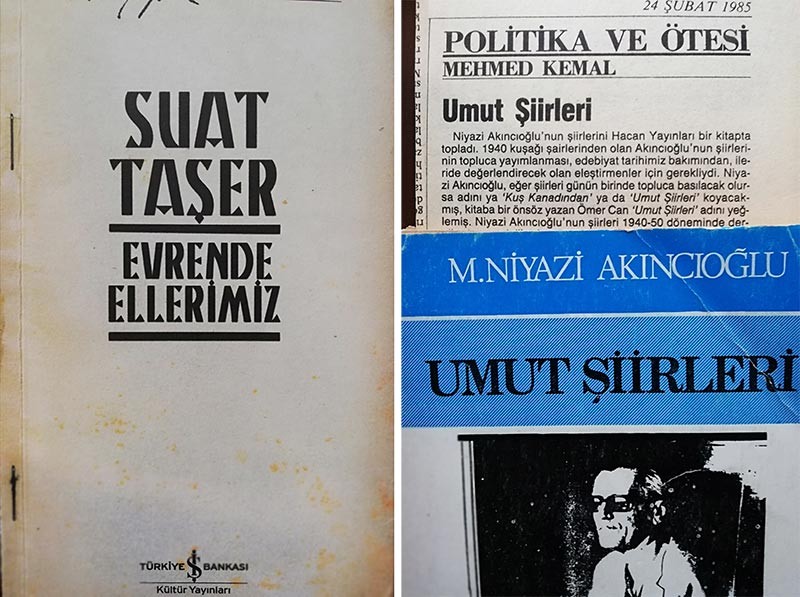 SUAT
TAŞER
EVRENDE
ELLERİMİZ
TÜRKİYE İŞ BANKASI
Kültür Yayınları
24 ŞUBAT 1985
POLİTİKA VE ÖTESİ
MEHMED KEMAL
Umut Şiirleri
Niyazi Akıncıoğlu'nun şiirlerini Hacan Yayınları bir kitapta
topladı. 1940 kuşağı şairlerinden olan Akıncıoğlu'nun şiirleri-
nin topluca yayımlanması, edebiyat tarihimiz bakımından, ile-
ride değerlendirecek olan eleştirmenler için gerekliydi. Niya-
zi Akıncıoğlu, eğer şiirleri günün birinde topluca basılacak olur-
sa adını ya 'Kuş Kanadından' ya da 'Umut Şiirleri' koyacak-
mış, kitaba bir önsöz yazan Ömer Can 'Umut Şiirleri' adını yeğ-
lemiş. Niyazi Akıncıoğlu'nun şiirleri 1940-50 döneminde der-
M.NİYAZİ AKINCIOĞLU
UMUT ŞİİRLERİ